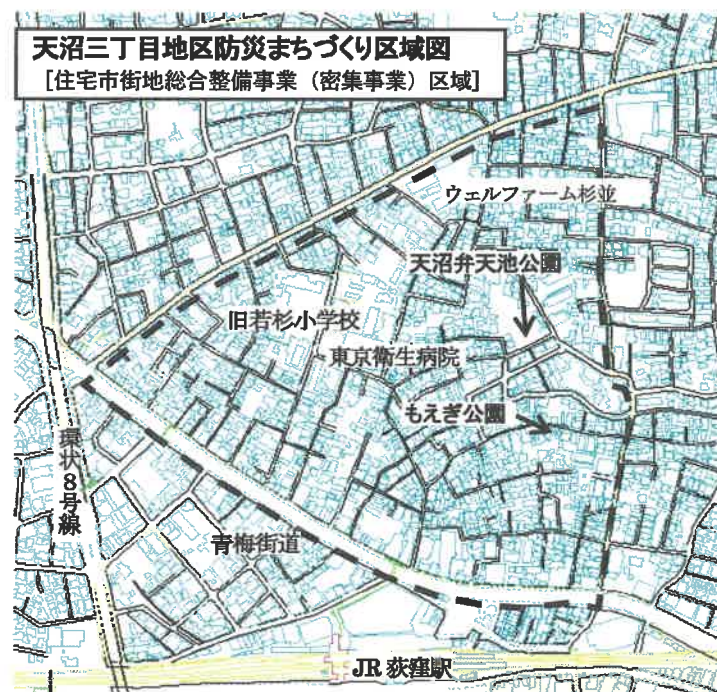 天沼三丁目地区防災まちづくり区域図
[住宅市街地総合整備事業(密集事業)区域]
ウェルファーム杉並
天沼弁天池公園
旧若杉小学校
東京衛生病院
もえぎ公園
環状8号線
青梅街道
JR荻窪駅